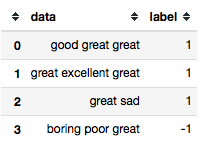 data label
0 good great great 1
1 great excellent great 1
2 great sad 1
3 boring poor great -1